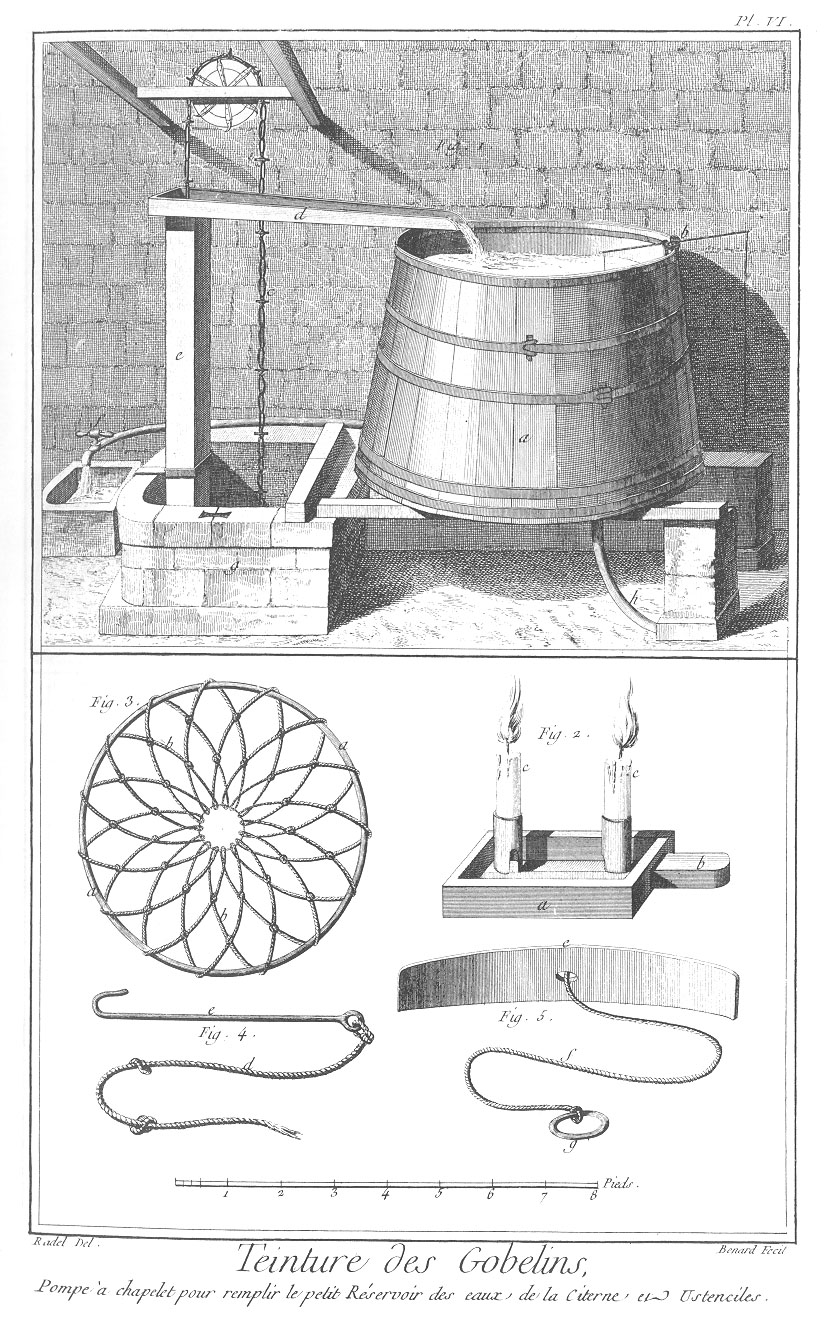 Pl. VI.
Fig. 1
b
d
c
e
a
g
h
Fig. 3.
Fig. 2.
a
b
c
c
b
a
a
b
e
e
Fig. 4.
Fig. 5.
d
f
g
1 2 3 4 5 6 7 8 Pieds.
Radel Del.
Benard Fecit
Teinture des Gobelins,
Pompe à chapelet pour remplir le petit Réservoir des eaux, de la Citerne, et Ustenciles.